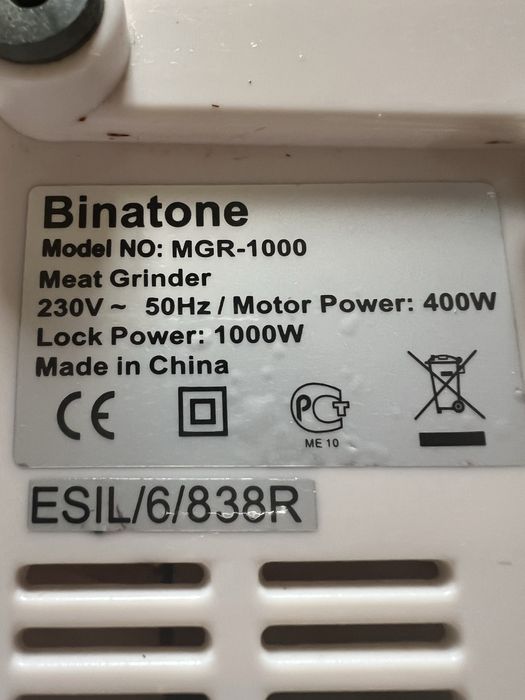 Binatone
Model NO: MGR-1000
Meat Grinder
230V ~ 50Hz / Motor Power: 400W
Lock Power: 1000W
Made in China
CE
РСТ
ME 10
ESIL/6/838R